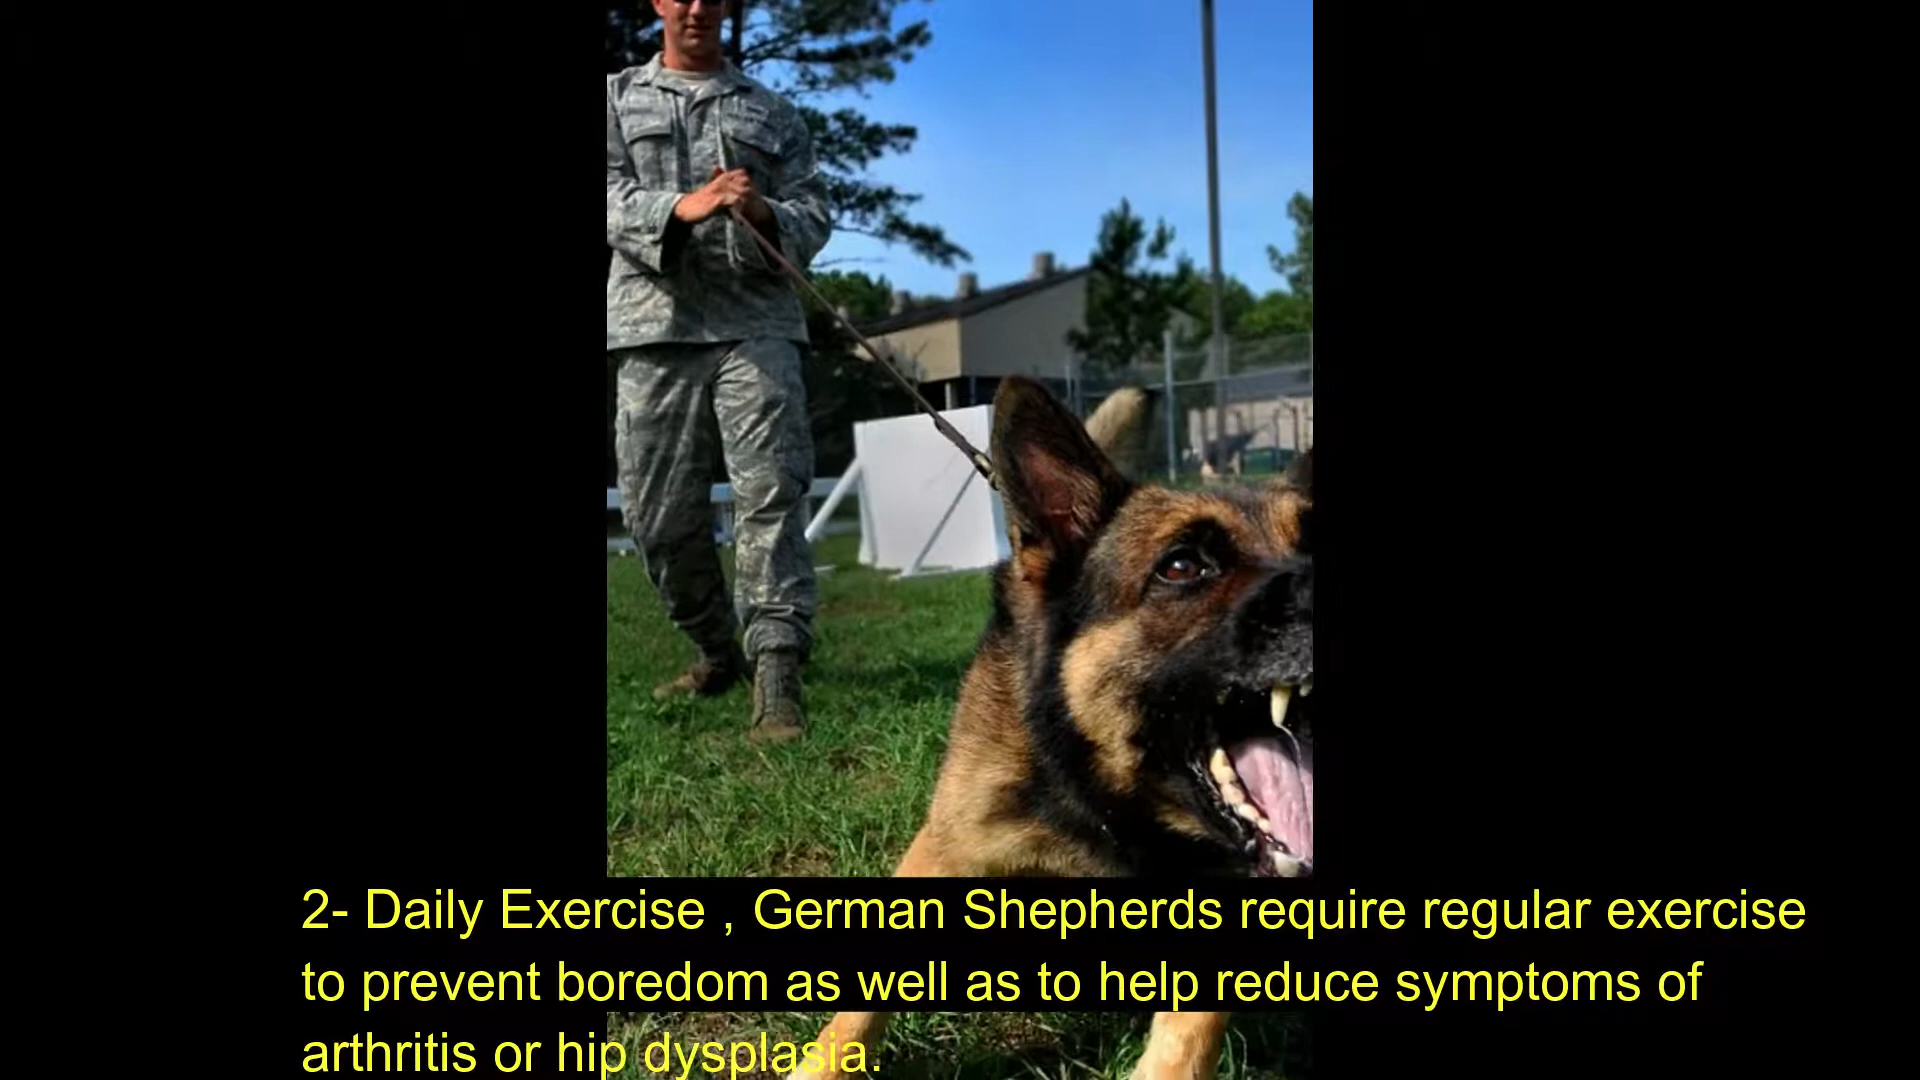 2- Daily Exercise , German Shepherds require regular exercise
to prevent boredom as well as to help reduce symptoms of
arthritis or hip dysplasia.